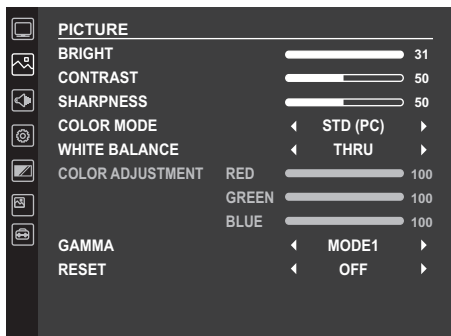 PICTURE
BRIGHT 31
CONTRAST 50
SHARPNESS 50
COLOR MODE STD (PC)
WHITE BALANCE THRU
COLOR ADJUSTMENT RED 100
GREEN 100
BLUE 100
GAMMA MODE1
RESET OFF